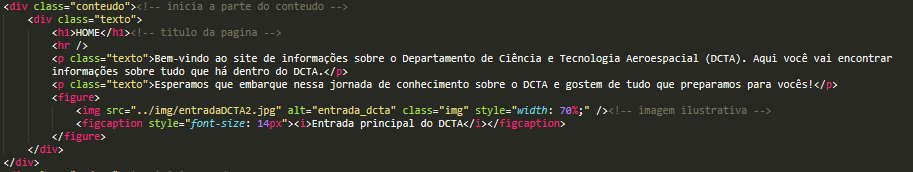 <div class="conteudo"><!-- inicia a parte do conteudo -->
<div class="texto">
<h1>HOME</h1><!-- titulo da pagina -->
<hr />
<p class="texto">Bem-vindo ao site de informações sobre o Departamento de Ciência e Tecnologia Aeroespacial (DCTA). Aqui você vai encontrar
informações sobre tudo que há dentro do DCTA.</p>
<p class="texto">Esperamos que embarque nessa jornada de conhecimento sobre o DCTA e gostem de tudo que preparamos para vocês!</p>
<figure>
<img src="../img/entradaDCTA2.jpg" alt="entrada_dcta" class="img" style="width: 70%;" /><!-- imagem ilustrativa -->
<figcaption style="font-size: 14px"><i>Entrada principal do DCTA</i></figcaption>
</figure>
</div>
</div>